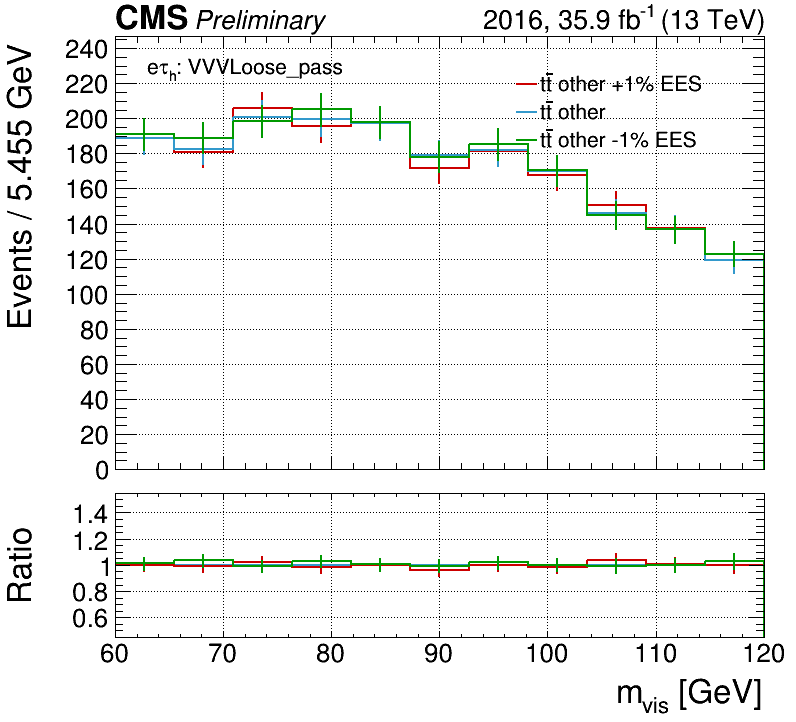 CMS Preliminary 2016, 35.9 fb⁻¹ (13 TeV)
eτₕ: VVVLoose_pass
tt̄ other +1% EES
tt̄ other
tt̄ other -1% EES
Events / 5.455 GeV
240
220
200
180
160
140
120
100
80
60
40
20
0
Ratio
1.4
1.2
1
0.8
0.6
60 70 80 90 100 110 120
m_vis [GeV]